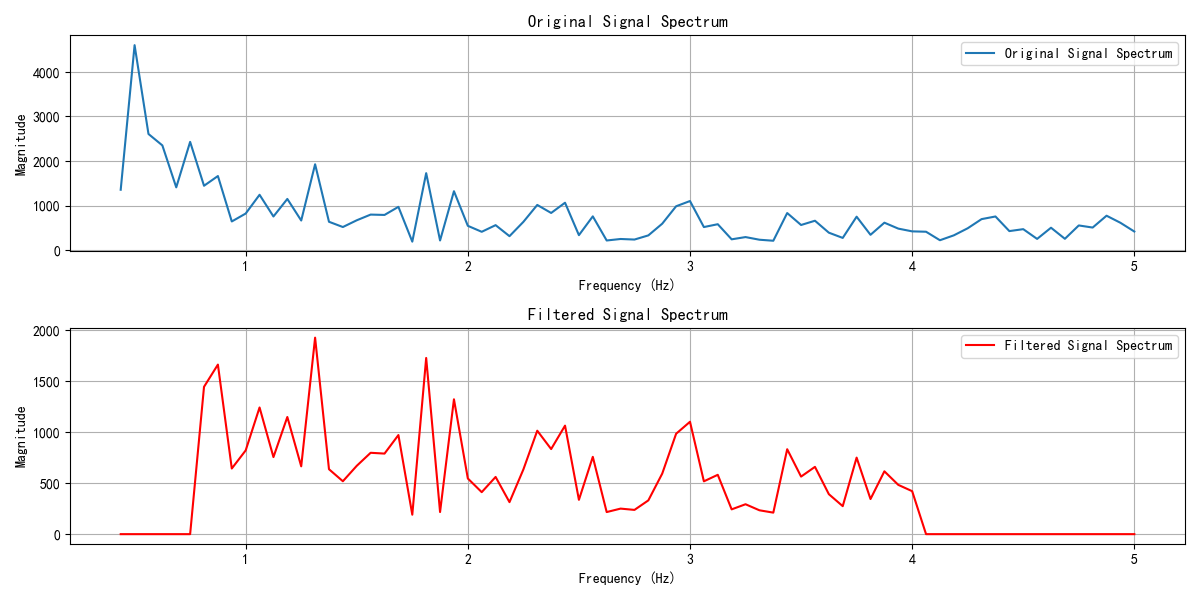 Original Signal Spectrum
Original Signal Spectrum
Magnitude
4000
3000
2000
1000
0
1 2 3 4 5
Frequency (Hz)
Filtered Signal Spectrum
Filtered Signal Spectrum
Magnitude
2000
1500
1000
500
0
1 2 3 4 5
Frequency (Hz)